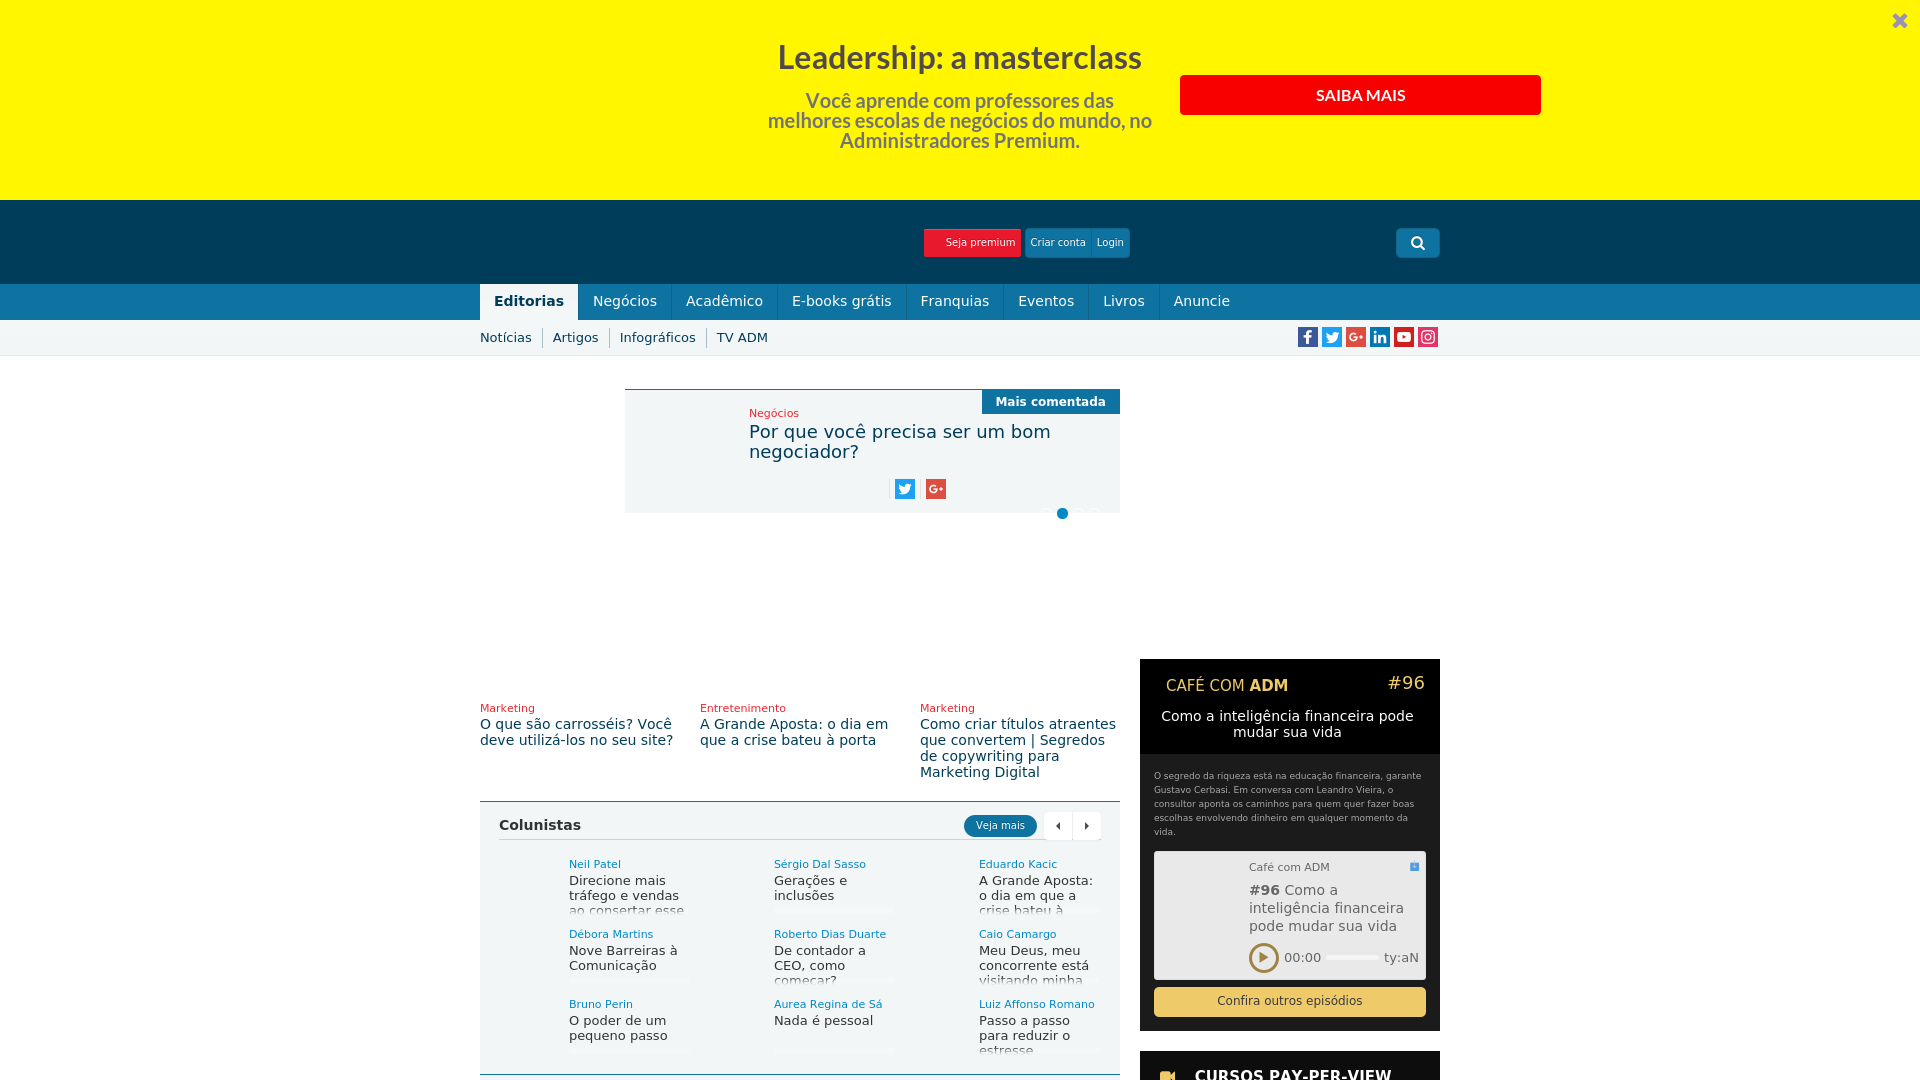 Leadership: a masterclass
Você aprende com professores das
melhores escolas de negócios do mundo, no
Administradores Premium.
SAIBA MAIS
Seja premium
Criar conta
Login
Editorias
Negócios
Acadêmico
E-books grátis
Franquias
Eventos
Livros
Anuncie
Notícias
Artigos
Infográficos
TV ADM
Mais comentada
Negócios
Por que você precisa ser um bom
negociador?
Marketing
O que são carrosséis? Você
deve utilizá-los no seu site?
Entretenimento
A Grande Aposta: o dia em
que a crise bateu à porta
Marketing
Como criar títulos atraentes
que convertem | Segredos
de copywriting para
Marketing Digital
Colunistas
Veja mais
Neil Patel
Direcione mais
tráfego e vendas
ao consertar esse
Sérgio Dal Sasso
Gerações e
inclusões
Eduardo Kacic
A Grande Aposta:
o dia em que a
crise bateu à
Débora Martins
Nove Barreiras à
Comunicação
Roberto Dias Duarte
De contador a
CEO, como
começar?
Caio Camargo
Meu Deus, meu
concorrente está
visitando minha
Bruno Perin
O poder de um
pequeno passo
Aurea Regina de Sá
Nada é pessoal
Luiz Affonso Romano
Passo a passo
para reduzir o
estresse
CAFÉ COM ADM
#96
Como a inteligência financeira pode
mudar sua vida
O segredo da riqueza está na educação financeira, garante
Gustavo Cerbasi. Em conversa com Leandro Vieira, o
consultor aponta os caminhos para quem quer fazer boas
escolhas envolvendo dinheiro em qualquer momento da
vida.
Café com ADM
#96 Como a
inteligência financeira
pode mudar sua vida
00:00
ty:aN
Confira outros episódios
CURSOS PAY-PER-VIEW